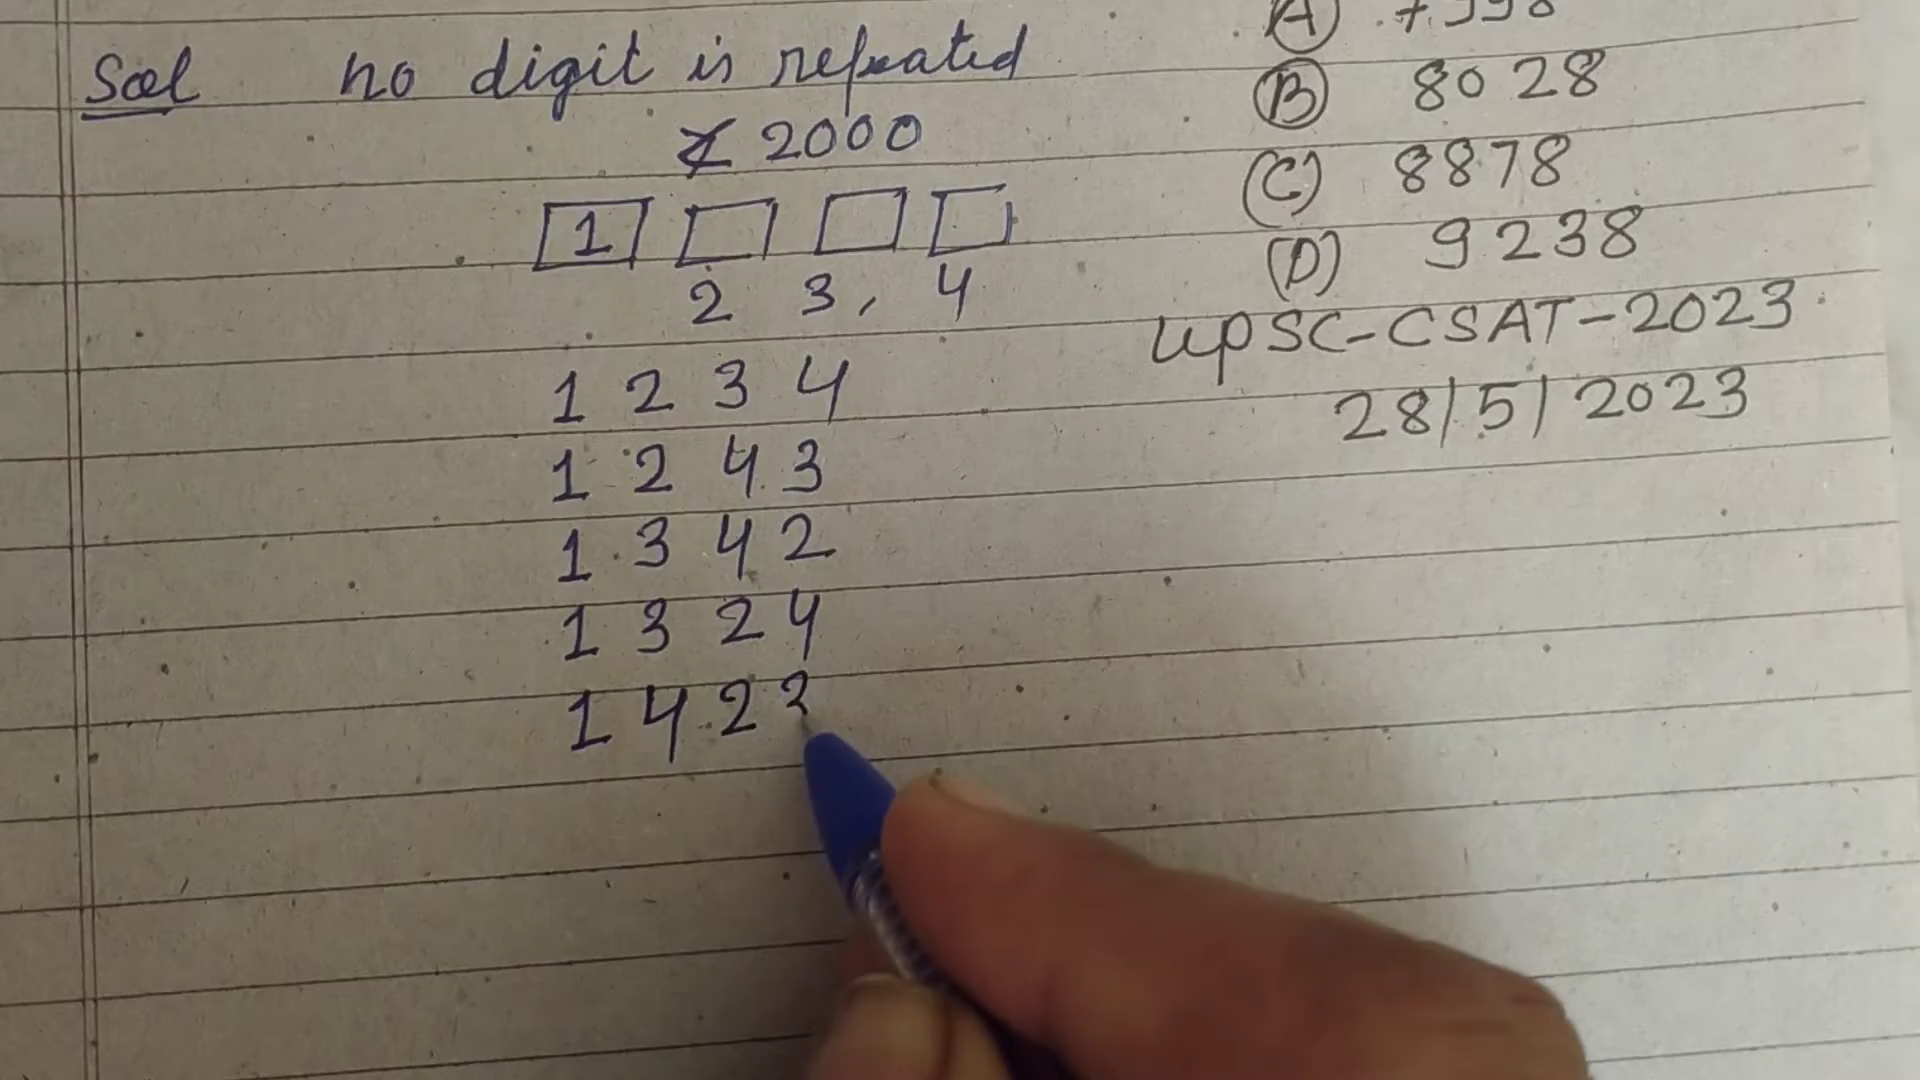 Sol no digit is repeated
≮ 2000
1
2 3, 4
1 2 3 4
1 2 4 3
1 3 4 2
1 3 2 4
1 4 2 3
(A)
(B) 8028
(C) 8878
(D) 9238
UPSC-CSAT-2023
28/5/2023